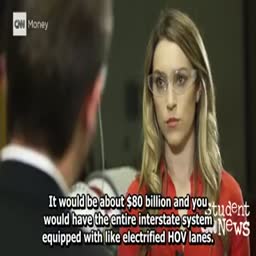 CNN Money
It would be about $80 billion and you
would have the entire interstate system
equipped with like electrified HOV lanes.
Student
News